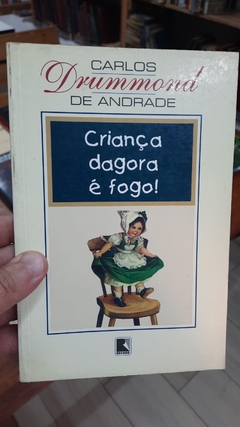 CARLOS
Drummond
DE ANDRADE
Criança
dagora
é fogo!